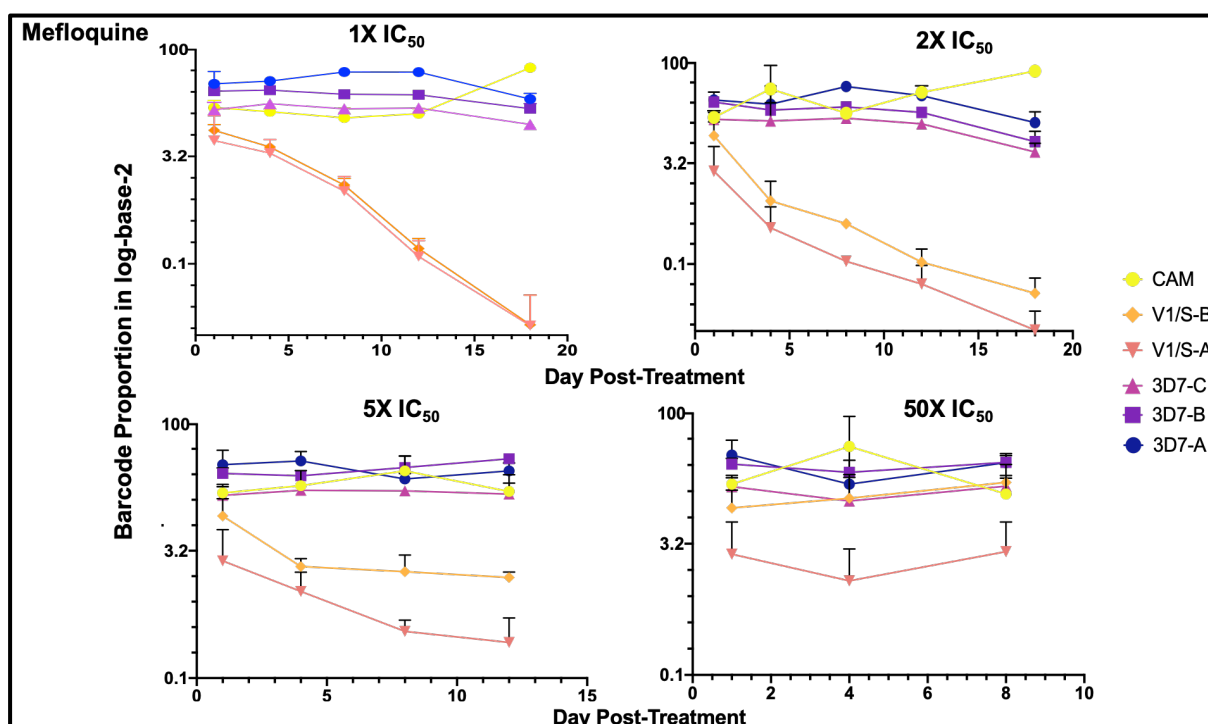 Mefloquine
1X IC50
2X IC50
100
3.2
0.1
0 5 10 15 20
100
3.2
0.1
0 5 10 15 20
Day Post-Treatment
Barcode Proportion in log-base-2
5X IC50
50X IC50
100
3.2
0.1
0 5 10 15
100
3.2
0.1
0 2 4 6 8 10
Day Post-Treatment
CAM
V1/S-B
V1/S-A
3D7-C
3D7-B
3D7-A